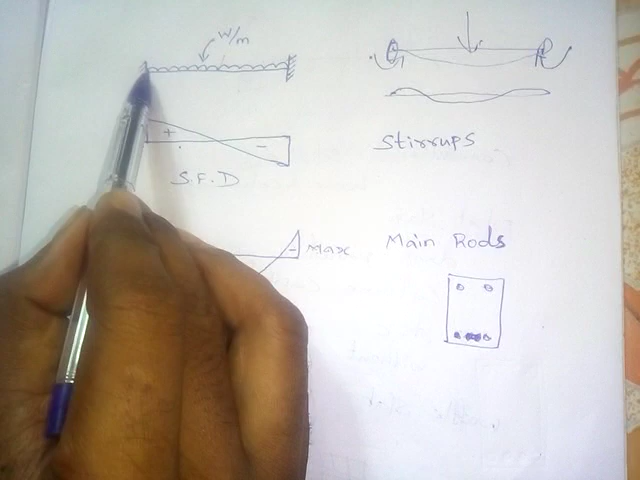 W/m
+
-
S.F.D
Stirrups
- Max
Main Rods